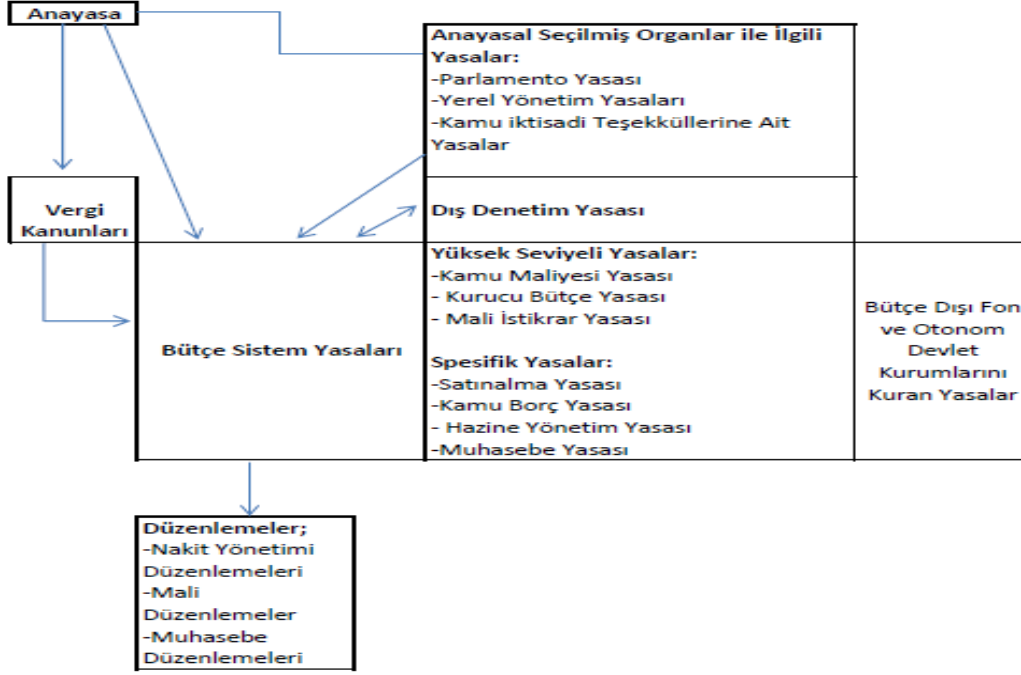 Anayasa
Anayasal Seçilmiş Organlar ile İlgili
Yasalar:
-Parlamento Yasası
-Yerel Yönetim Yasaları
-Kamu iktisadi Teşekküllerine Ait
Yasalar
Vergi
Kanunları
Dış Denetim Yasası
Bütçe Sistem Yasaları
Yüksek Seviyeli Yasalar:
-Kamu Maliyesi Yasası
- Kurucu Bütçe Yasası
- Mali İstikrar Yasası
Spesifik Yasalar:
-Satınalma Yasası
-Kamu Borç Yasası
- Hazine Yönetim Yasası
-Muhasebe Yasası
Bütçe Dışı Fon
ve Otonom
Devlet
Kurumlarını
Kuran Yasalar
Düzenlemeler;
-Nakit Yönetimi
Düzenlemeleri
-Mali
Düzenlemeler
-Muhasebe
Düzenlemeleri